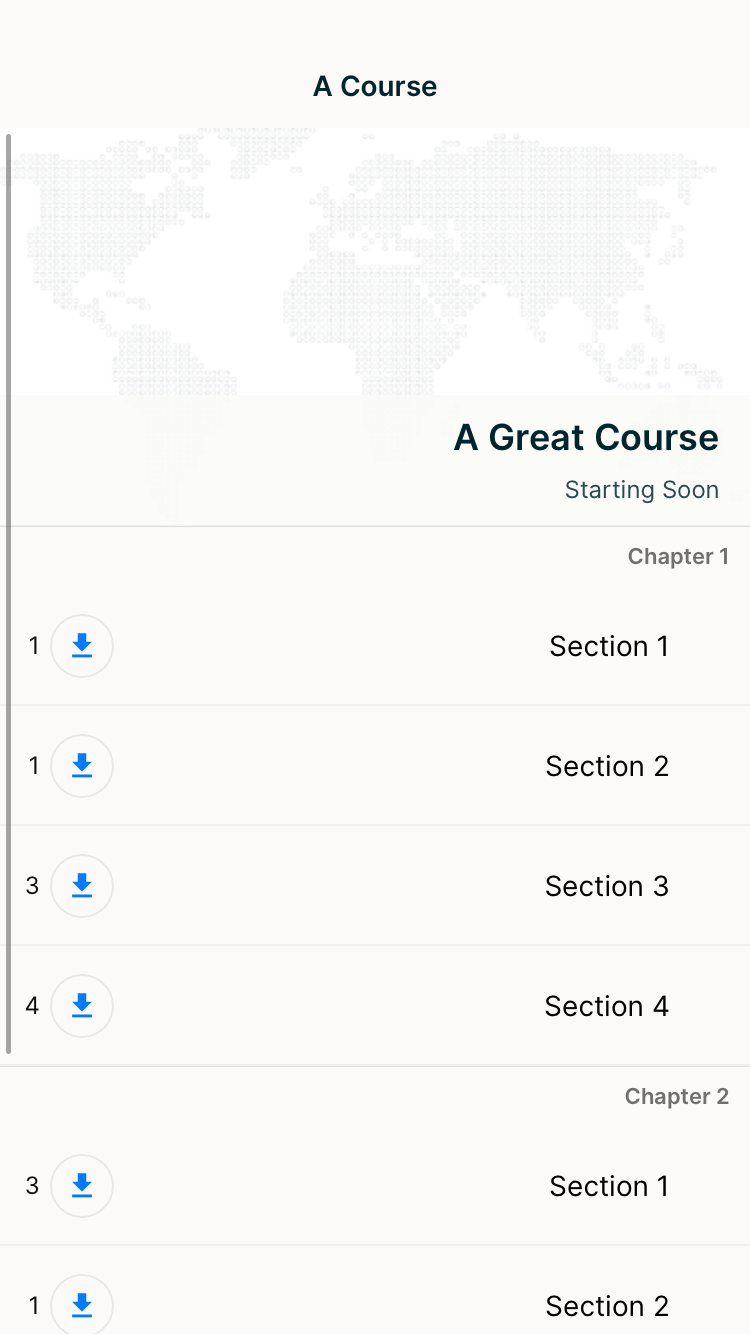 A Course
A Great Course
Starting Soon
Chapter 1
Section 1 1
Section 2 1
Section 3 3
Section 4 4
Chapter 2
Section 1 3
Section 2 1